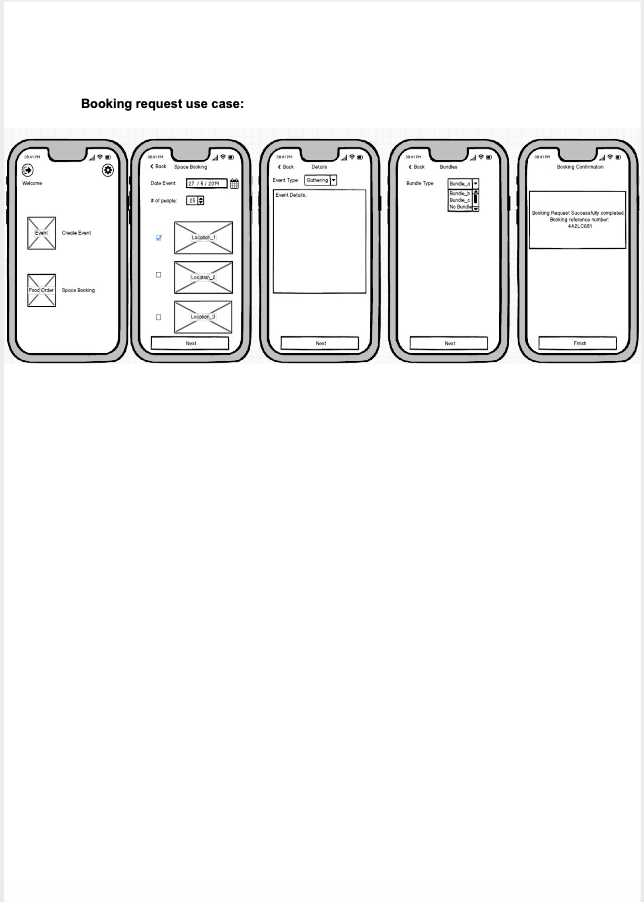 Booking request use case:
08:41 PM
Welcome
Event
Create Event
Food Order
Space Booking
08:41 PM
< Back
Space Booking
Date Event
27 / 5 / 2019
# of people:
25
Location_1
Location_2
Location_3
Next
08:41 PM
< Back
Details
Event Type:
Gathering
Event Details.
Next
08:41 PM
< Back
Bundles
Bundle Type
Bundle_a
Bundle_b
Bundle_c
No Bundle
Next
08:41 PM
Booking Confirmation
Booking Request Successfully completed.
Booking reference number:
Finish